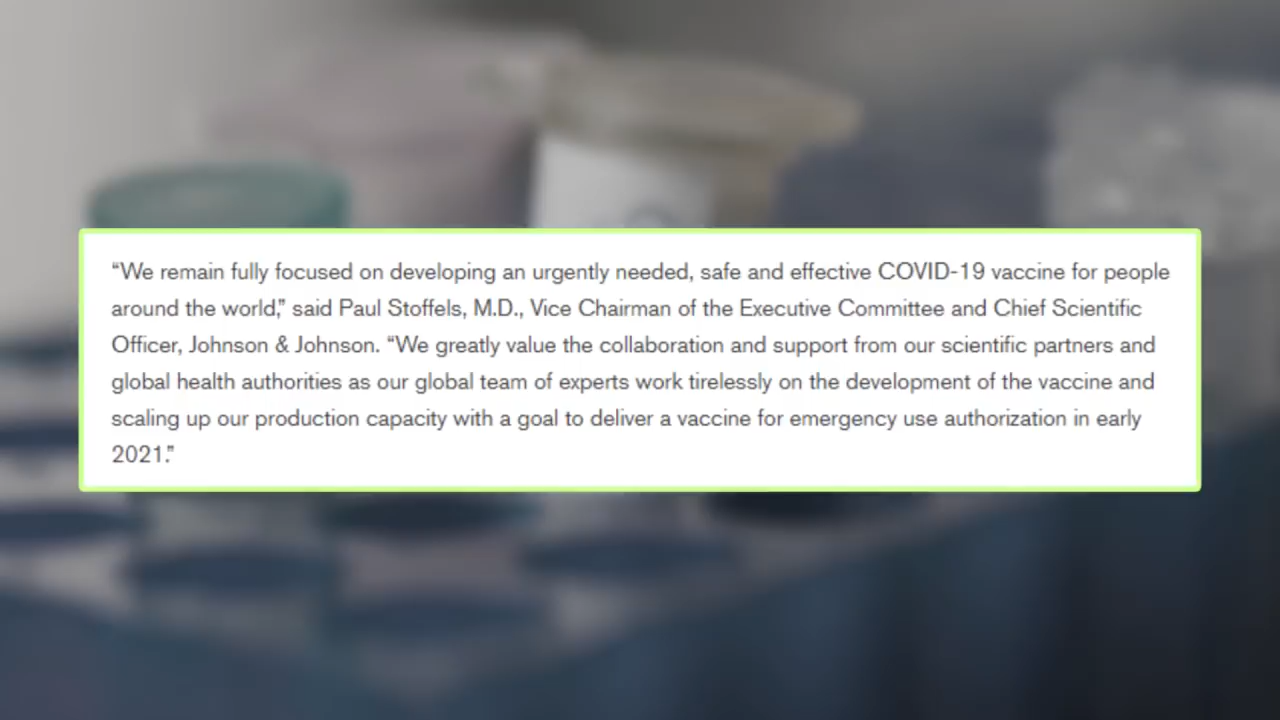 “We remain fully focused on developing an urgently needed, safe and effective COVID-19 vaccine for people
around the world,” said Paul Stoffels, M.D., Vice Chairman of the Executive Committee and Chief Scientific
Officer, Johnson & Johnson. “We greatly value the collaboration and support from our scientific partners and
global health authorities as our global team of experts work tirelessly on the development of the vaccine and
scaling up our production capacity with a goal to deliver a vaccine for emergency use authorization in early
2021.”